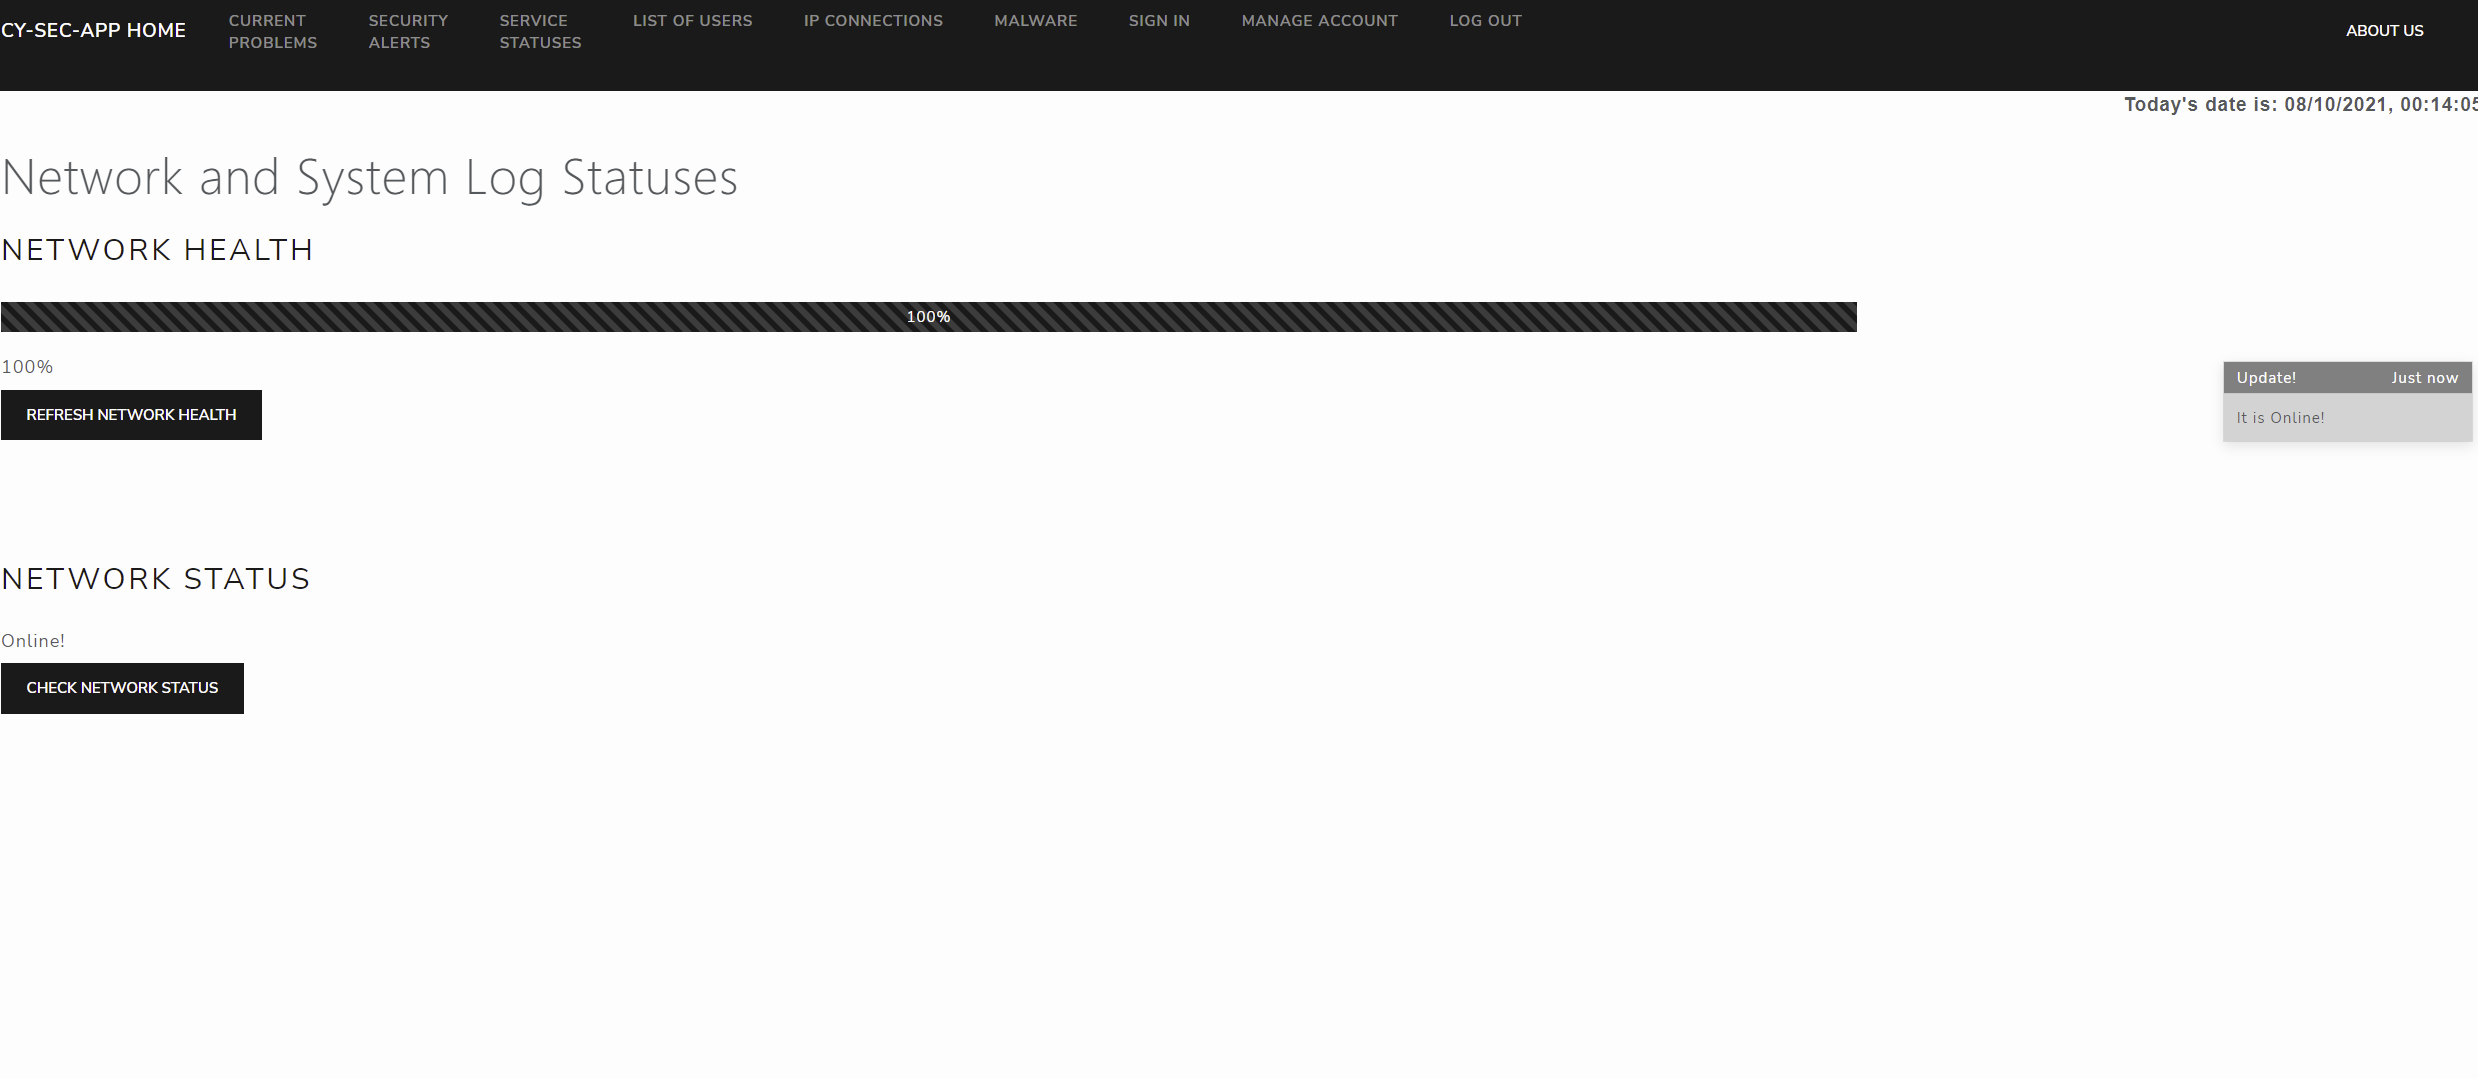 CY-SEC-APP HOME
CURRENT
PROBLEMS
SECURITY
ALERTS
SERVICE
STATUSES
LIST OF USERS
IP CONNECTIONS
MALWARE
SIGN IN
MANAGE ACCOUNT
LOG OUT
ABOUT US
Today's date is: 08/10/2021, 00:14:05
Network and System Log Statuses
NETWORK HEALTH
100%
100%
REFRESH NETWORK HEALTH
Update! Just now
It is Online!
NETWORK STATUS
Online!
CHECK NETWORK STATUS